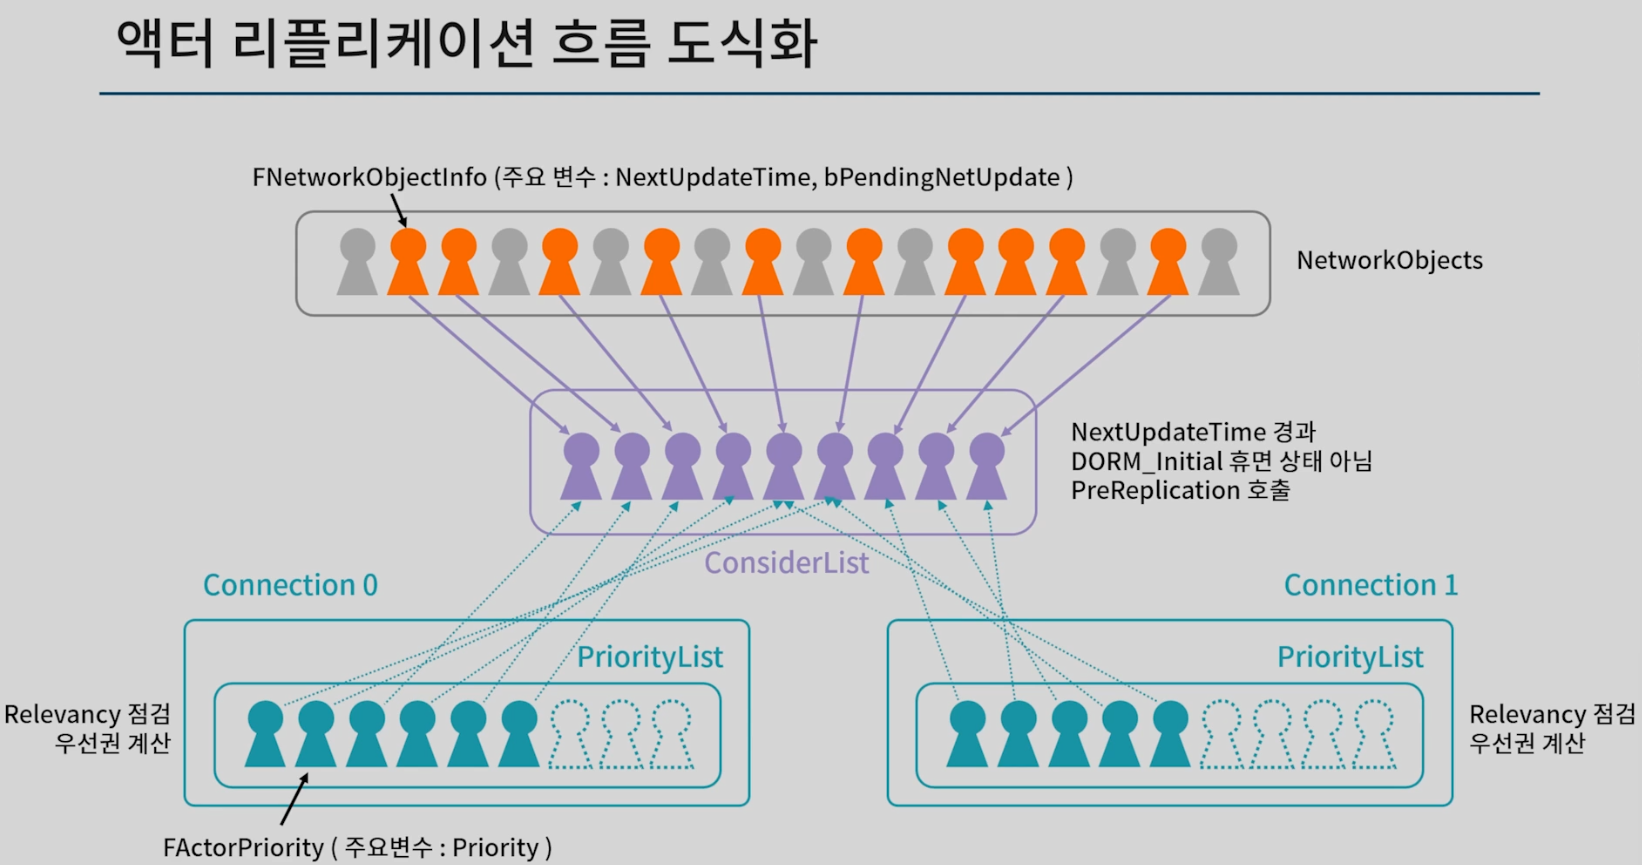 액터 리플리케이션 흐름 도식화
FNetworkObjectInfo (주요 변수 : NextUpdateTime, bPendingNetUpdate )
NetworkObjects
NextUpdateTime 경과
DORM_Initial 휴면 상태 아님
PreReplication 호출
ConsiderList
Connection 0
Connection 1
PriorityList
PriorityList
Relevancy 점검
우선권 계산
Relevancy 점검
우선권 계산
FActorPriority ( 주요변수 : Priority )